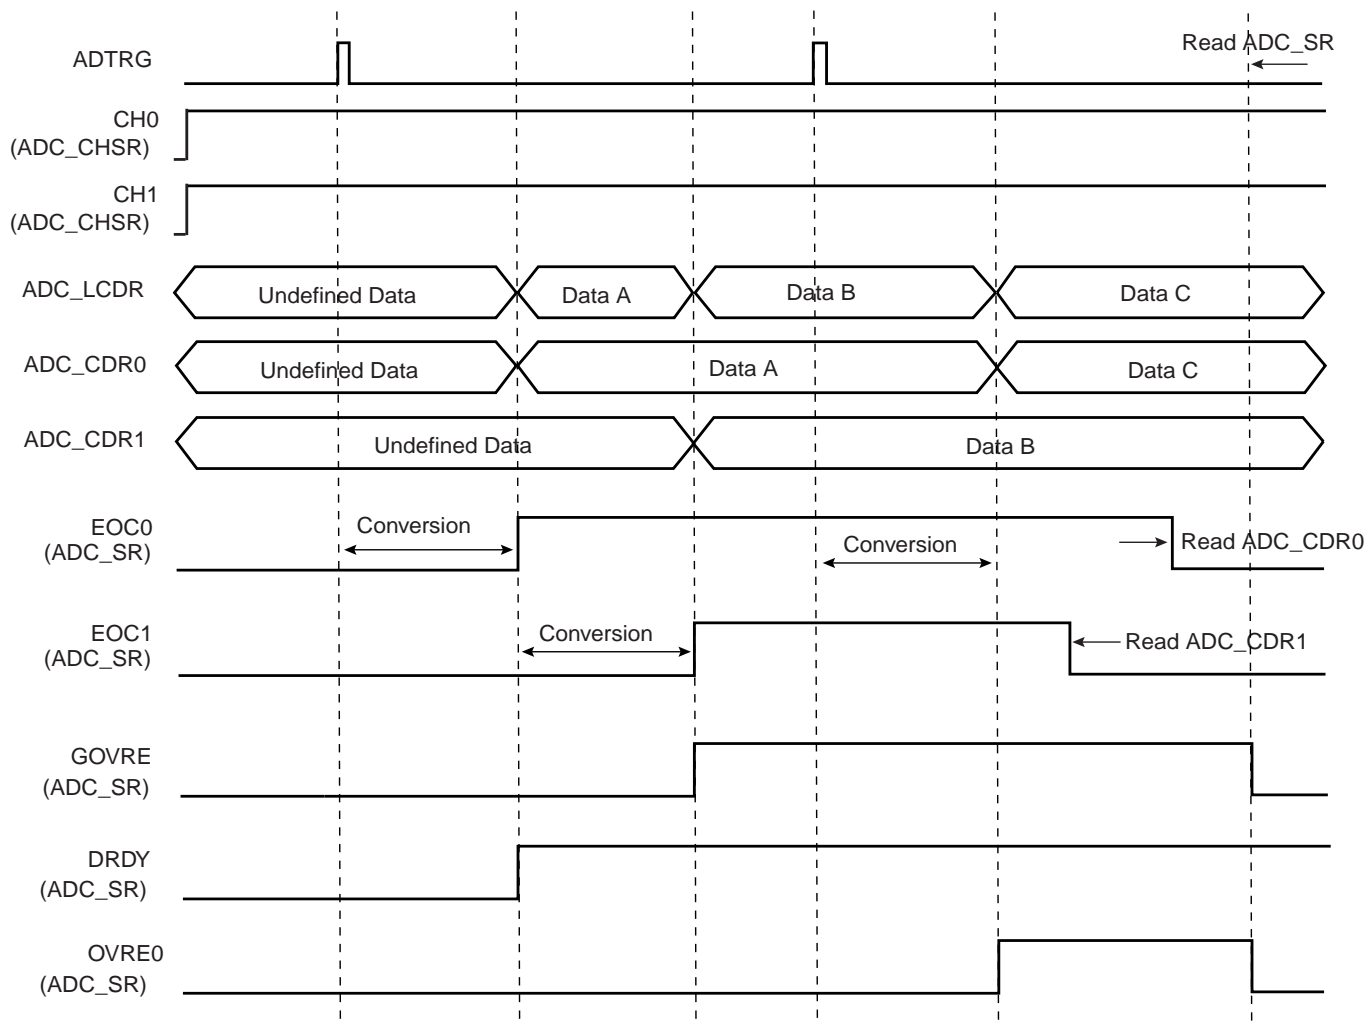 Read ADC_SR
ADTRG
CH0
(ADC_CHSR)
CH1
(ADC_CHSR)
ADC_LCDR
Undefined Data
Data A
Data B
Data C
ADC_CDR0
Undefined Data
Data A
Data C
ADC_CDR1
Undefined Data
Data B
EOC0
(ADC_SR)
Conversion
Conversion
Read ADC_CDR0
EOC1
(ADC_SR)
Conversion
Read ADC_CDR1
GOVRE
(ADC_SR)
DRDY
(ADC_SR)
OVRE0
(ADC_SR)